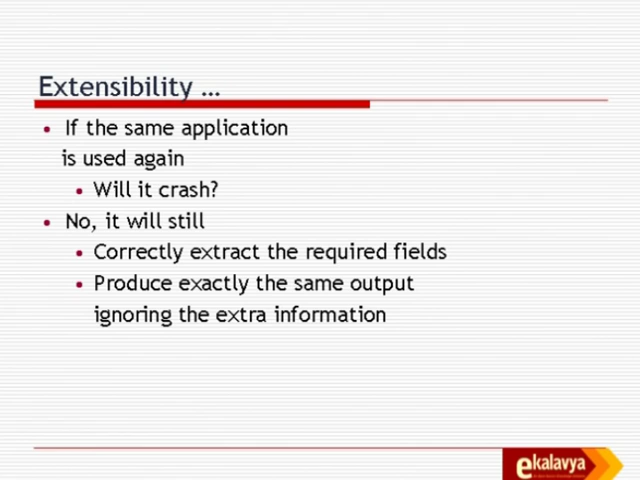 Extensibility …
• If the same application
is used again
• Will it crash?
• No, it will still
• Correctly extract the required fields
• Produce exactly the same output
ignoring the extra information
ekalavya